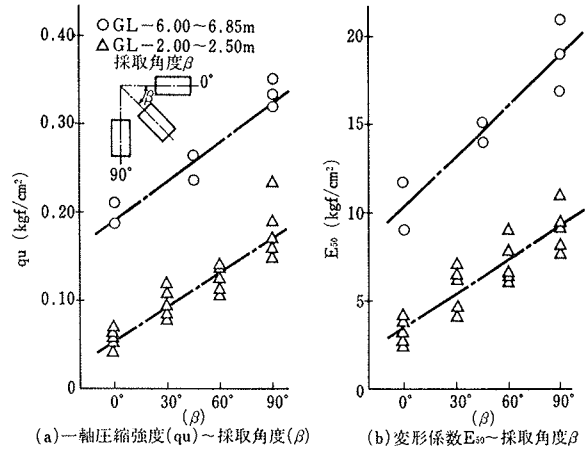 ○ GL－6.00～6.85m
△ GL－2.00～2.50m
採取角度β
0°
β
90°
0.40
0.30
0.20
0.10
0
qu (kgf/cm²)
0° 30° 60° 90°
(β)
(a)一軸圧縮強度(qu)～採取角度(β)
20
15
10
5
0
E₅₀ (kgf/cm²)
0° 30° 60° 90°
(β)
(b)変形係数E₅₀～採取角度β